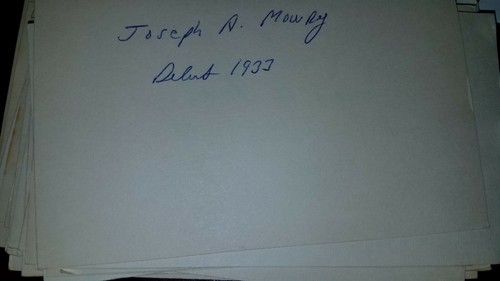 Joseph A. Mowry
Debut 1933